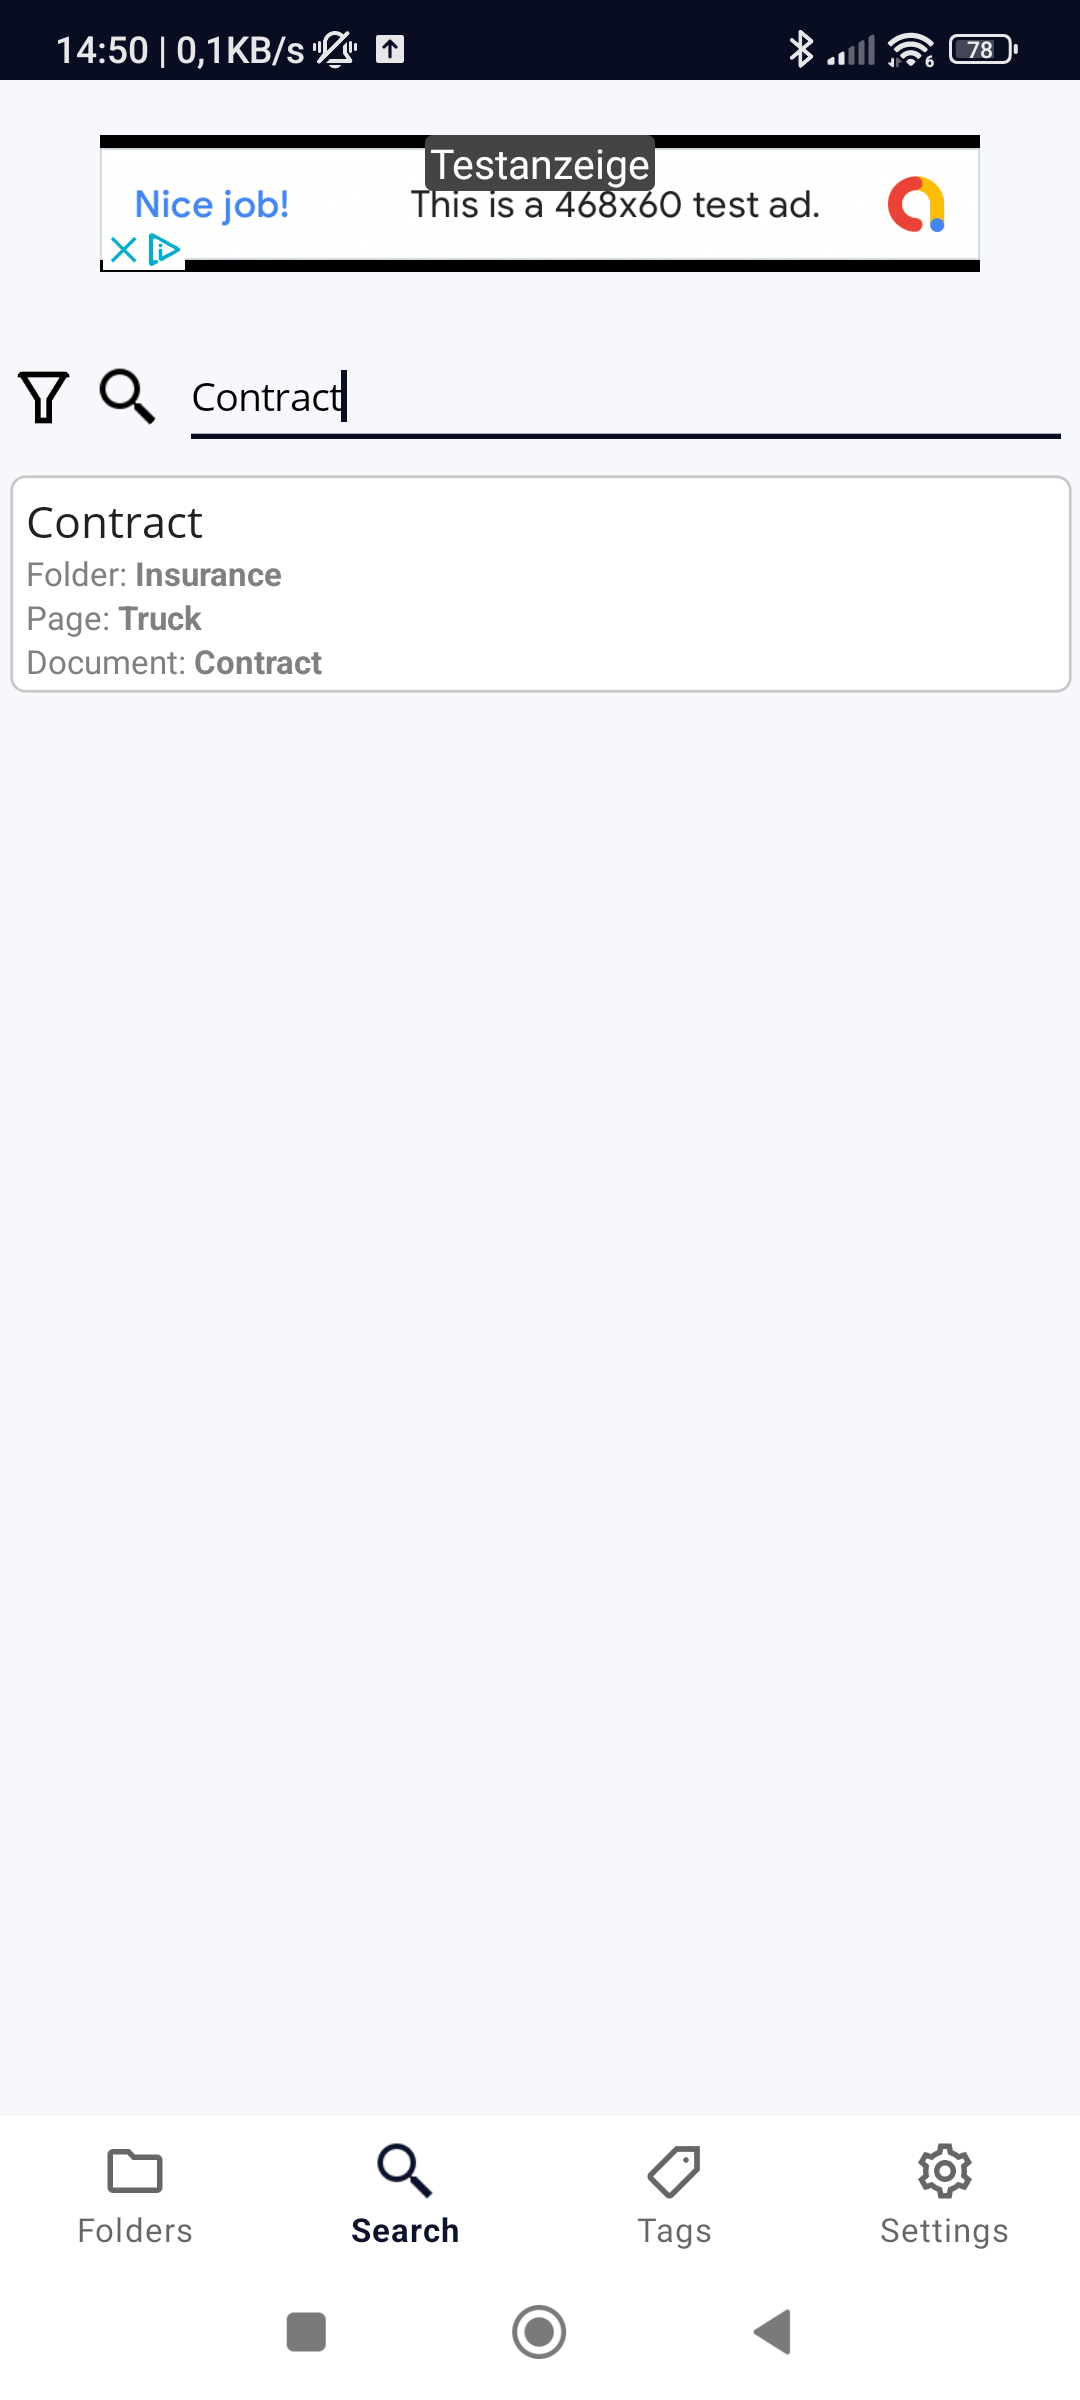 14:50 | 0,1KB/s
6
78
Testanzeige
Nice job!
This is a 468x60 test ad.
Contract
Contract
Folder: Insurance
Page: Truck
Document: Contract
Folders
Search
Tags
Settings